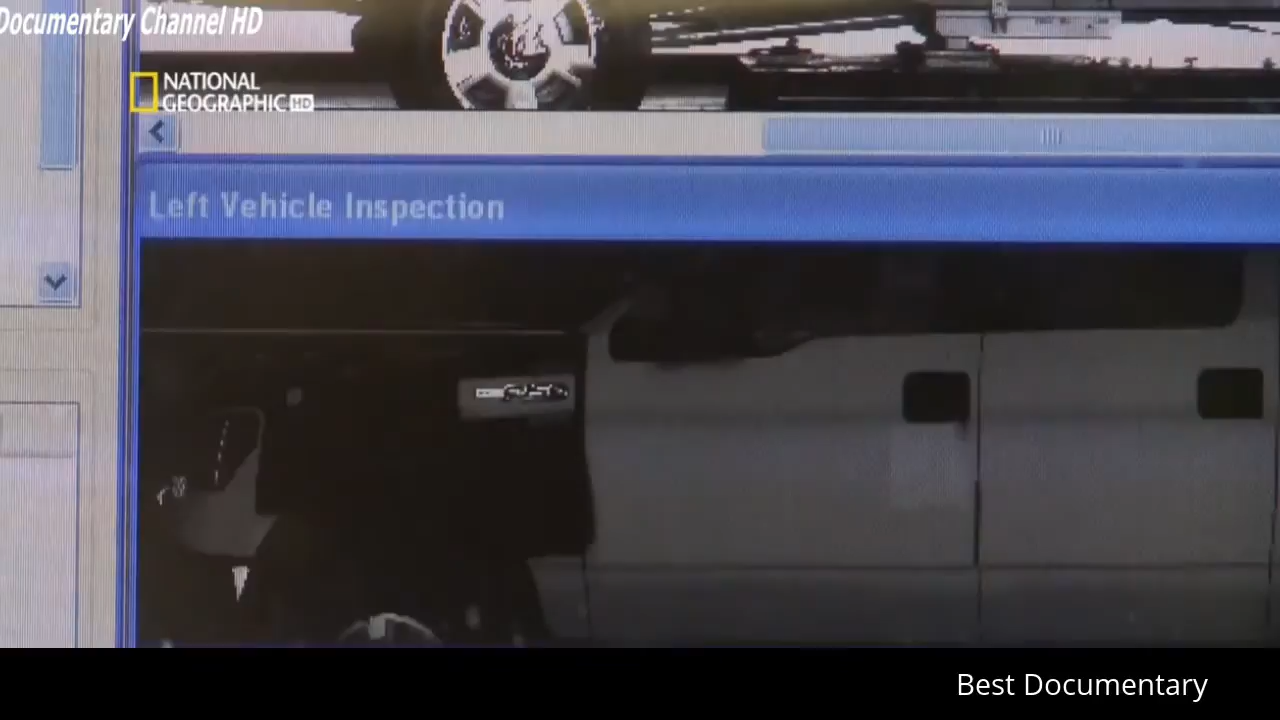 Documentary Channel HD
NATIONAL
GEOGRAPHIC HD
Left Vehicle Inspection
Best Documentary